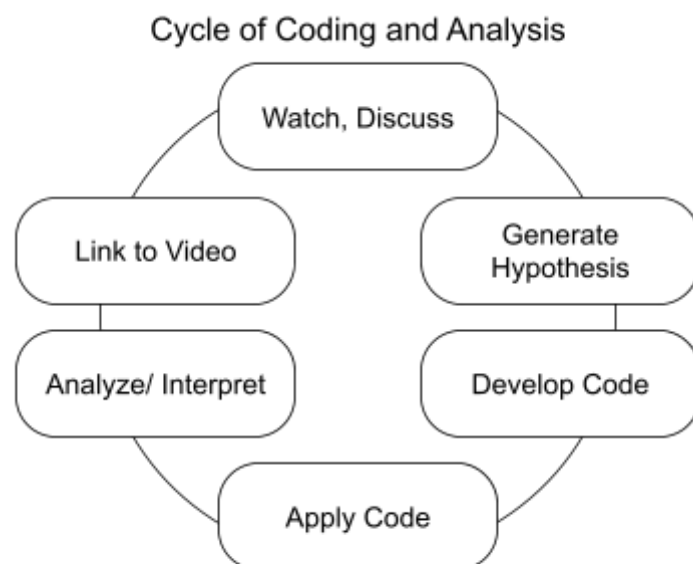 Cycle of Coding and Analysis
Watch, Discuss
Generate
Hypothesis
Develop Code
Apply Code
Analyze/ Interpret
Link to Video